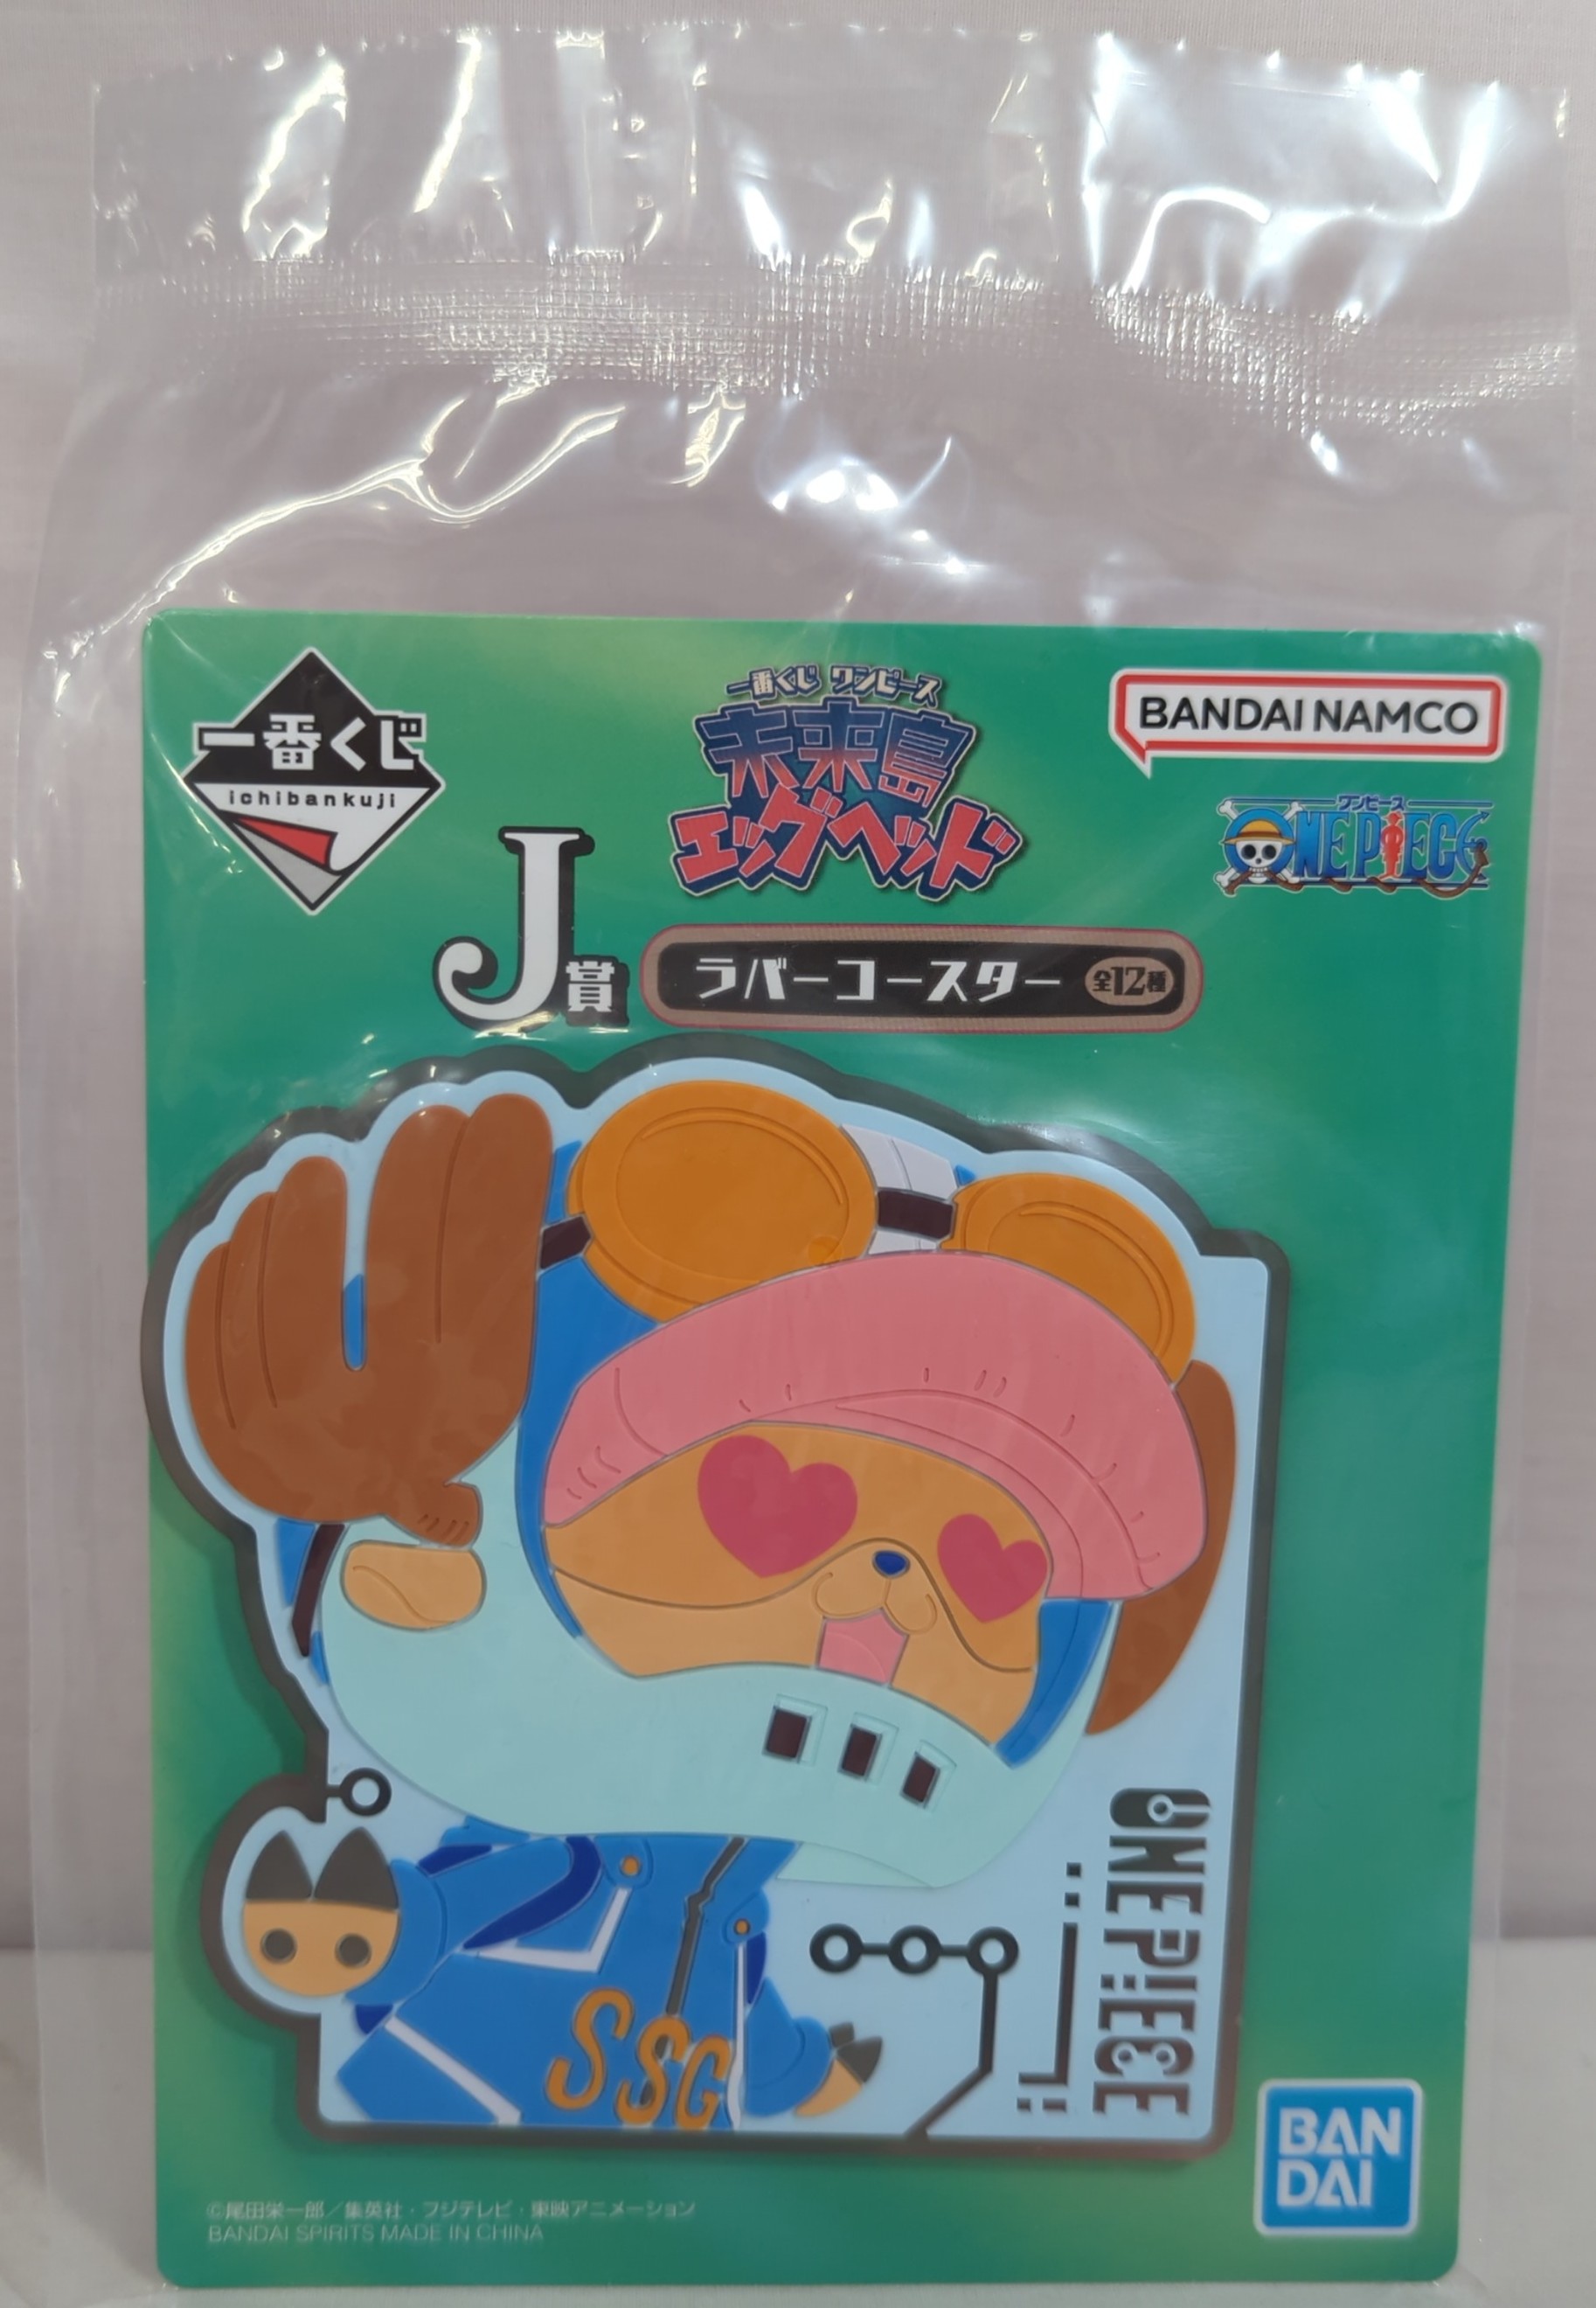 一番くじ
ichibankuji
一番くじ ワンピース
未来島
エッグヘッド
BANDAI NAMCO
ワンピース
ONE PIECE
J賞
ラバーコースター 全12種
ONE PIECE
SSG
BAN
DAI
©尾田栄一郎／集英社・フジテレビ・東映アニメーション
BANDAI SPIRITS MADE IN CHINA